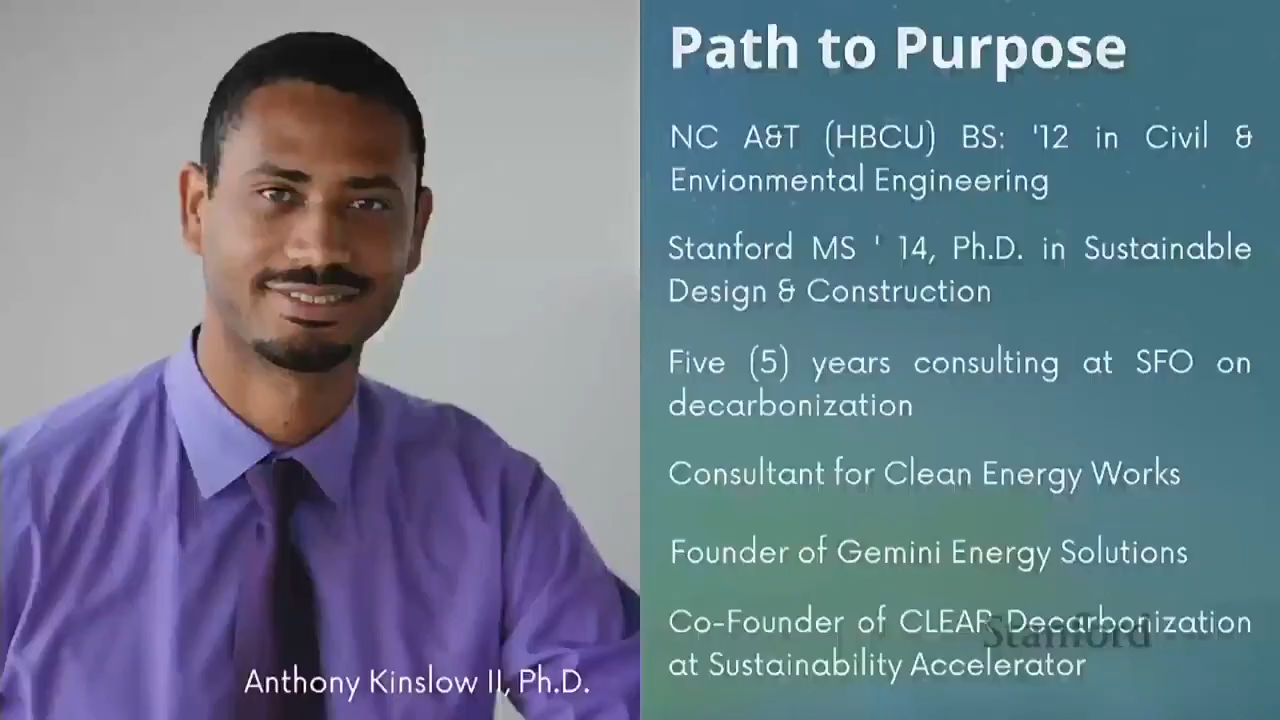 Path to Purpose
NC A&T (HBCU) BS: '12 in Civil &
Envionmental Engineering
Stanford MS ' 14, Ph.D. in Sustainable
Design & Construction
Five (5) years consulting at SFO on
decarbonization
Consultant for Clean Energy Works
Founder of Gemini Energy Solutions
Co-Founder of CLEAR Decarbonization
at Sustainability Accelerator
Stanford
Anthony Kinslow II, Ph.D.